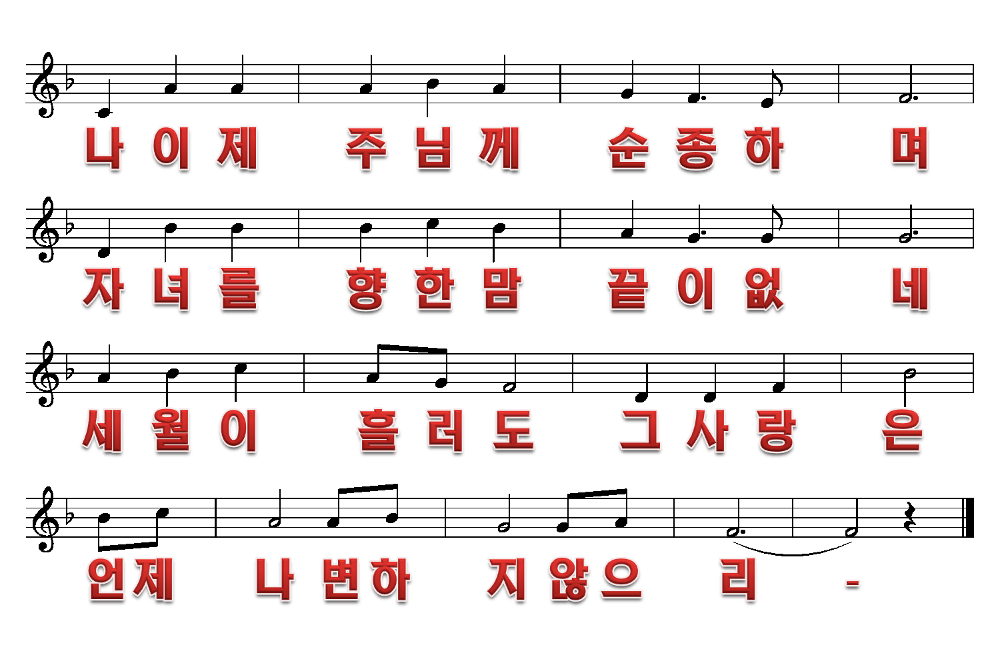 나 이 제 주 님 께 순 종 하 며
자 녀 를 향 한 맘 끝 이 없 네
세 월 이 흘 러 도 그 사 랑 은
언 제 나 변 하 지 않 으 리 -